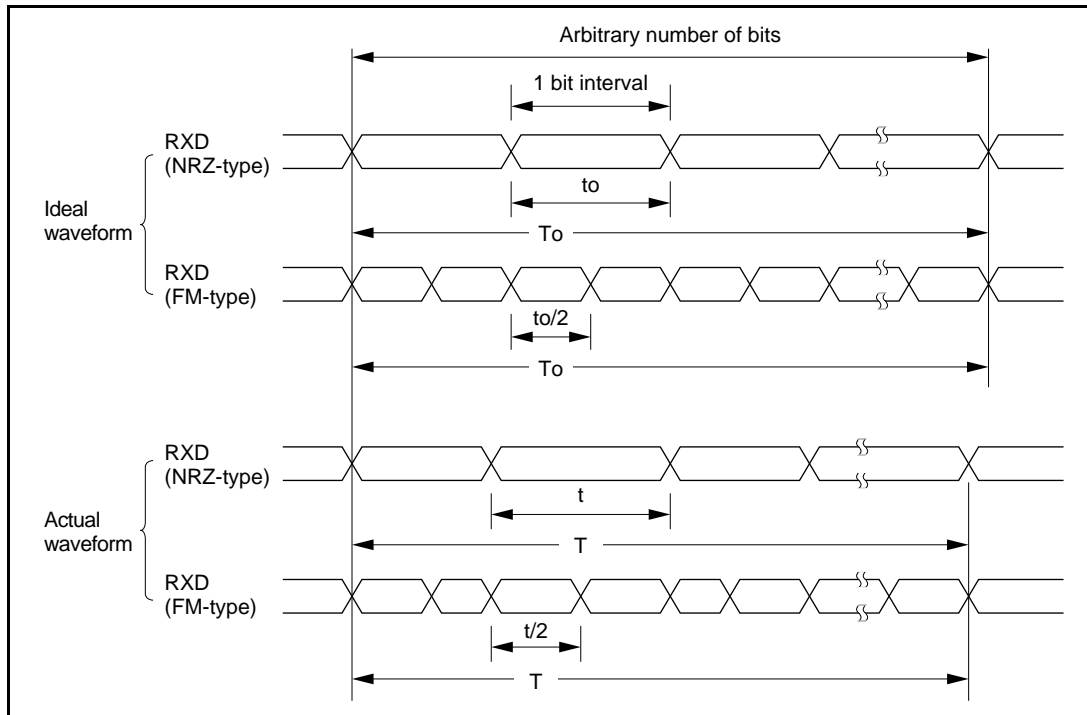 Arbitrary number of bits
1 bit interval
RXD
(NRZ-type)
to
To
Ideal
waveform
RXD
(FM-type)
to/2
To
RXD
(NRZ-type)
t
T
Actual
waveform
RXD
(FM-type)
t/2
T